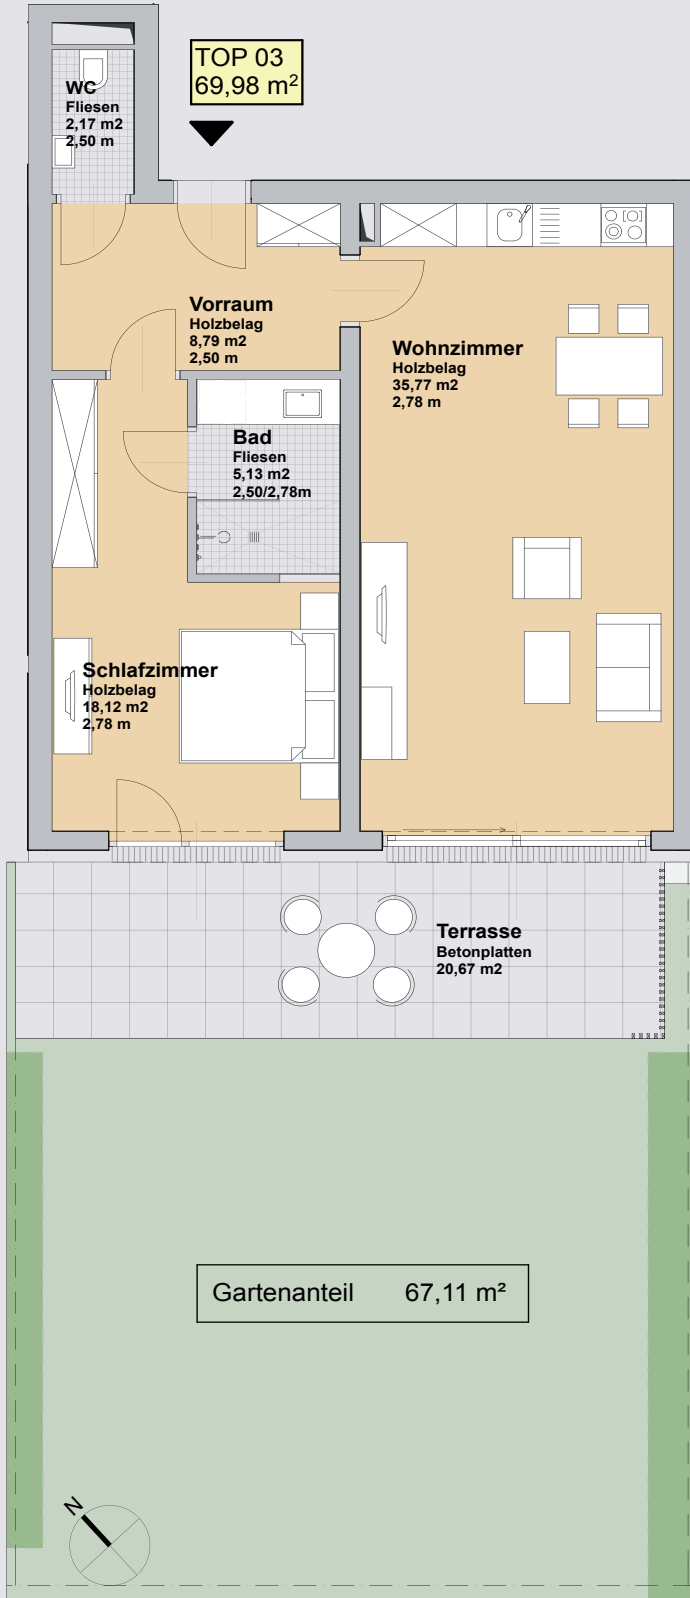 TOP 03
69,98 m²
WC
Fliesen
2,17 m2
2,50 m
Vorraum
Holzbelag
8,79 m2
2,50 m
Wohnzimmer
Holzbelag
35,77 m2
2,78 m
Bad
Fliesen
5,13 m2
2,50/2,78m
Schlafzimmer
Holzbelag
18,12 m2
2,78 m
Terrasse
Betonplatten
20,67 m2
Gartenanteil 67,11 m²
N